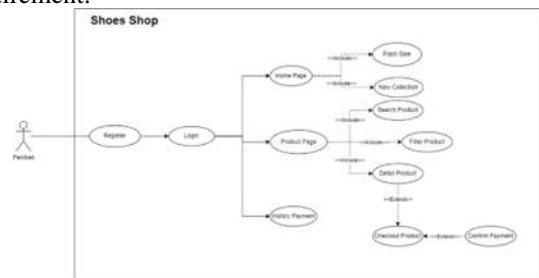 uirement.
Shoes Shop
Flash Sale
<<Include>>
Home Page
<<Include>>
New Collection
Search Product
<<Include>>
Register
Login
Product Page
<<Include>>
Filter Product
<<Include>>
Detail Product
<<Extend>>
History Payment
Checkout Product
<<Extend>>
Confirm Payment